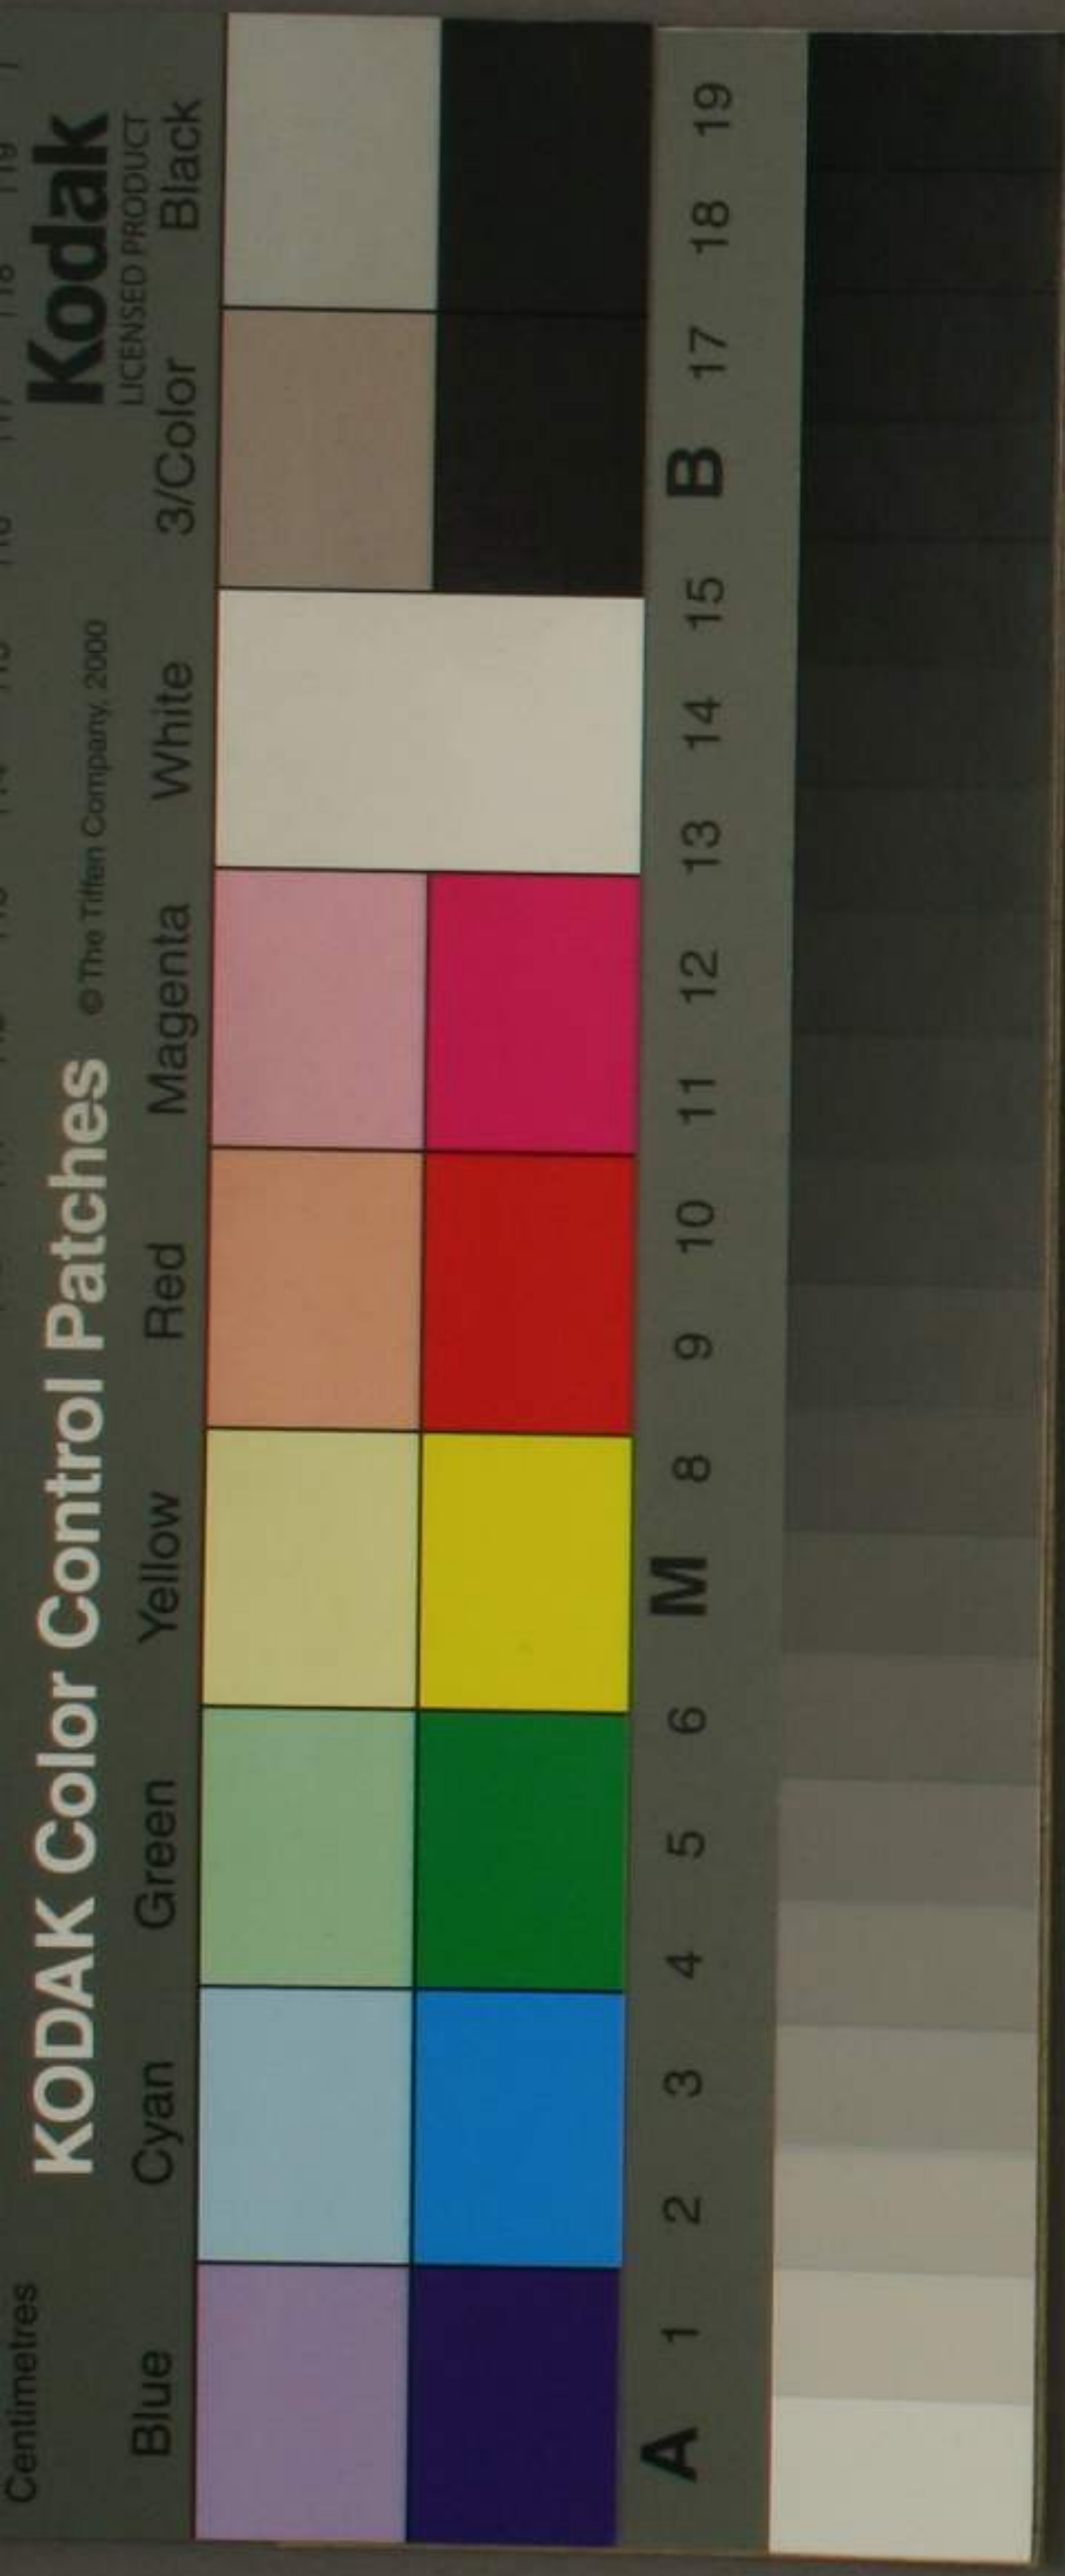 Centimetres
KODAK Color Control Patches © The Tiffen Company, 2000 Kodak
LICENSED PRODUCT
Blue Cyan Green Yellow Red Magenta White 3/Color Black
A 1 2 3 4 5 6 M 8 9 10 11 12 13 14 15 B 17 18 19